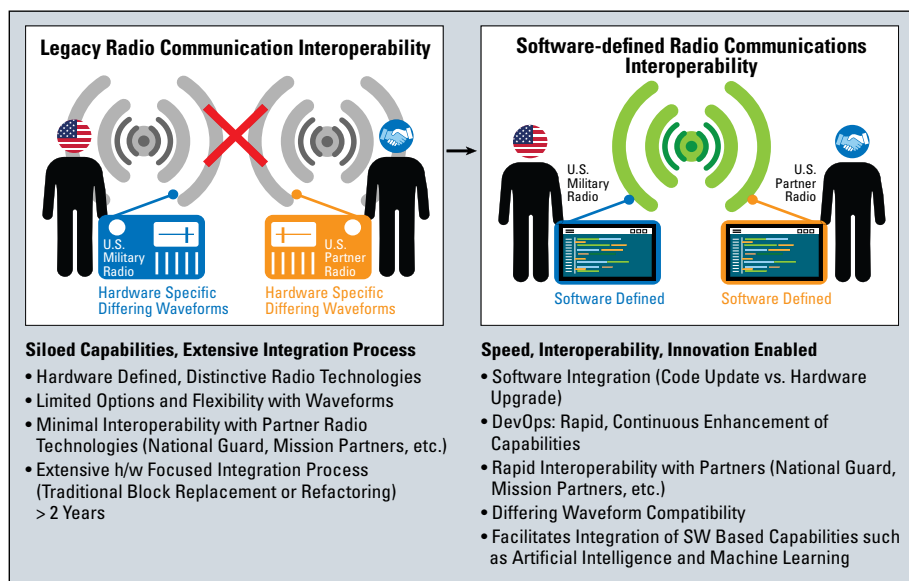 Legacy Radio Communication Interoperability
U.S.
Military
Radio
U.S.
Partner
Radio
Hardware Specific
Differing Waveforms
Hardware Specific
Differing Waveforms
Siloed Capabilities, Extensive Integration Process
• Hardware Defined, Distinctive Radio Technologies
• Limited Options and Flexibility with Waveforms
• Minimal Interoperability with Partner Radio
Technologies (National Guard, Mission Partners, etc.)
• Extensive h/w Focused Integration Process
(Traditional Block Replacement or Refactoring)
> 2 Years
Software-defined Radio Communications
Interoperability
U.S.
Military
Radio
U.S.
Partner
Radio
Software Defined
Software Defined
Speed, Interoperability, Innovation Enabled
• Software Integration (Code Update vs. Hardware
Upgrade)
• DevOps: Rapid, Continuous Enhancement of
Capabilities
• Rapid Interoperability with Partners (National Guard,
Mission Partners, etc.)
• Differing Waveform Compatibility
• Facilitates Integration of SW Based Capabilities such
as Artificial Intelligence and Machine Learning